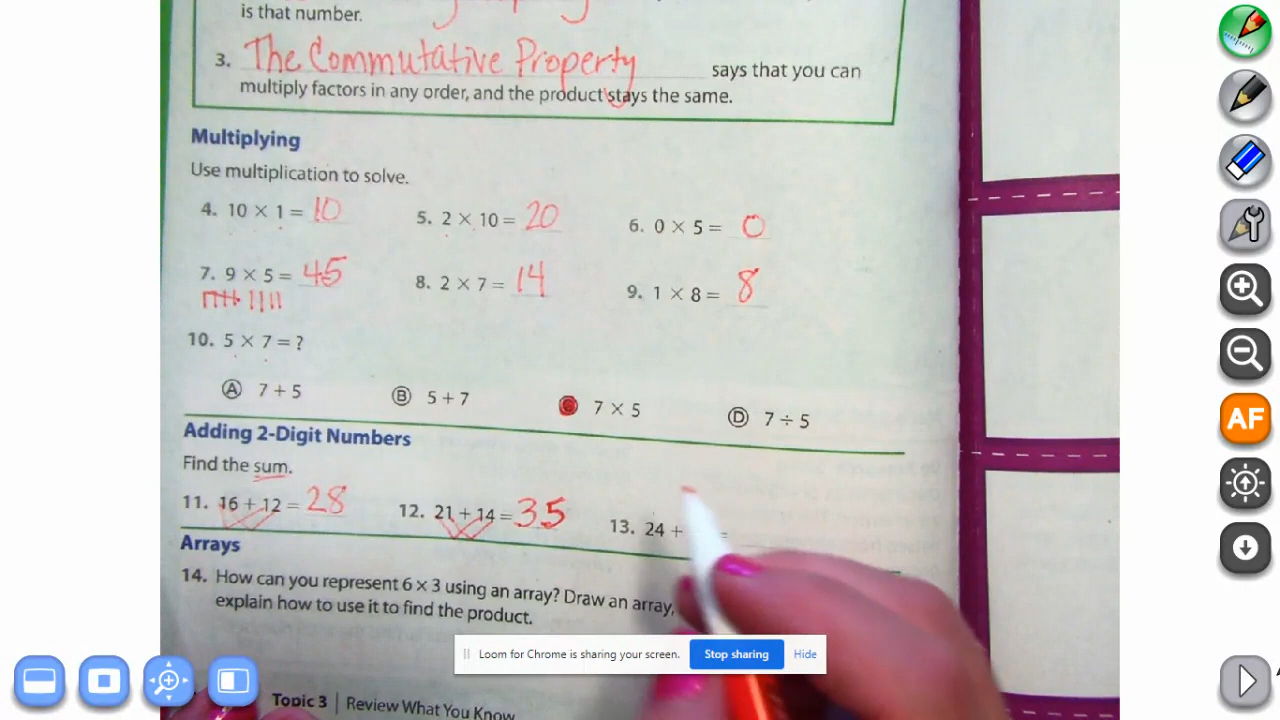 is that number.
3. The Commutative Property says that you can
multiply factors in any order, and the product stays the same.
Multiplying
Use multiplication to solve.
4. 10 × 1 = 10 5. 2 × 10 = 20 6. 0 × 5 = 0
7. 9 × 5 = 45 8. 2 × 7 = 14 9. 1 × 8 = 8
10. 5 × 7 = ?
A 7 + 5 B 5 + 7 C 7 × 5 D 7 ÷ 5
Adding 2-Digit Numbers
Find the sum.
11. 16 + 12 = 28 12. 21 + 14 = 35 13. 24 + =
Arrays
14. How can you represent 6 × 3 using an array? Draw an array,
explain how to use it to find the product.
Loom for Chrome is sharing your screen. Stop sharing Hide
Topic 3 | Review What You Know
AF